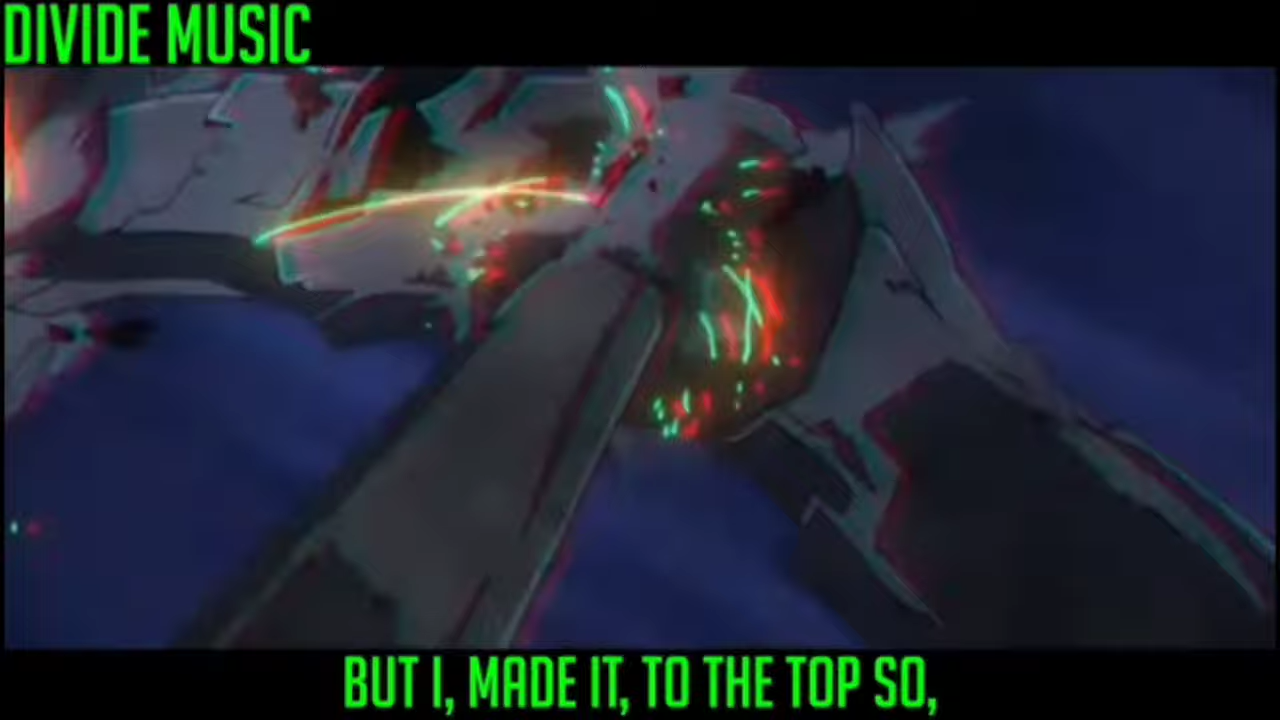 DIVIDE MUSIC
BUT I, MADE IT, TO THE TOP SO,